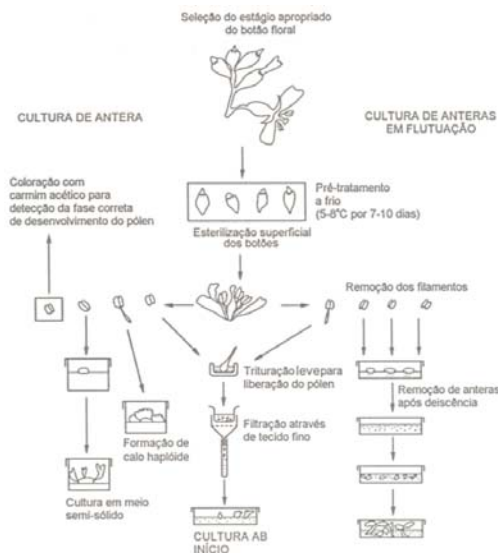 Seleção do estágio apropriado
do botão floral
CULTURA DE ANTERA
CULTURA DE ANTERAS
EM FLUTUAÇÃO
Coloração com
carmim acético para
detecção da fase correta
de desenvolvimento do pólen
Pré-tratamento
a frio
(5-8°C por 7-10 dias)
Esterilização superficial
dos botões
Remoção dos filamentos
Trituração leve para
liberação do pólen
Remoção de anteras
após deiscência
Formação de
calo haplóide
Filtração através
de tecido fino
Cultura em meio
semi-sólido
CULTURA AB
INÍCIO